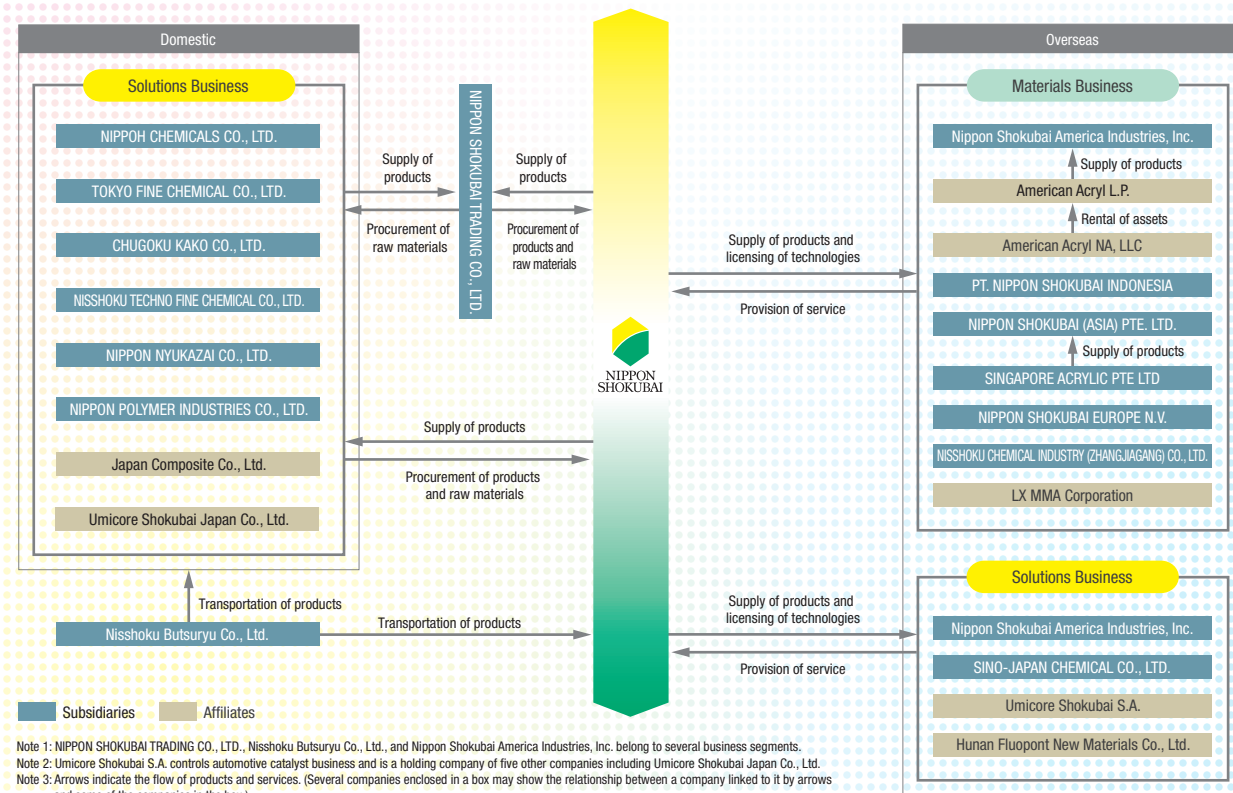 Domestic
Solutions Business
NIPPOH CHEMICALS CO., LTD.
TOKYO FINE CHEMICAL CO., LTD.
CHUGOKU KAKO CO., LTD.
NISSHOKU TECHNO FINE CHEMICAL CO., LTD.
NIPPON NYUKAZAI CO., LTD.
NIPPON POLYMER INDUSTRIES CO., LTD.
Japan Composite Co., Ltd.
Umicore Shokubai Japan Co., Ltd.
Transportation of products
Nisshoku Butsuryu Co., Ltd.
Transportation of products
Supply of
products
Procurement of
raw materials
NIPPON SHOKUBAI TRADING CO., LTD.
Supply of
products
Procurement of
products and
raw materials
Supply of products
Procurement of products
and raw materials
NIPPON
SHOKUBAI
Supply of products and
licensing of technologies
Provision of service
Supply of products and
licensing of technologies
Provision of service
Overseas
Materials Business
Nippon Shokubai America Industries, Inc.
Supply of products
American Acryl L.P.
Rental of assets
American Acryl NA, LLC
PT. NIPPON SHOKUBAI INDONESIA
NIPPON SHOKUBAI (ASIA) PTE. LTD.
Supply of products
SINGAPORE ACRYLIC PTE LTD
NIPPON SHOKUBAI EUROPE N.V.
NISSHOKU CHEMICAL INDUSTRY (ZHANGJIAGANG) CO., LTD.
LX MMA Corporation
Solutions Business
Nippon Shokubai America Industries, Inc.
SINO-JAPAN CHEMICAL CO., LTD.
Umicore Shokubai S.A.
Hunan Fluopont New Materials Co., Ltd.
Subsidiaries
Affiliates
Note 1: NIPPON SHOKUBAI TRADING CO., LTD., Nisshoku Butsuryu Co., Ltd., and Nippon Shokubai America Industries, Inc. belong to several business segments.
Note 2: Umicore Shokubai S.A. controls automotive catalyst business and is a holding company of five other companies including Umicore Shokubai Japan Co., Ltd.
Note 3: Arrows indicate the flow of products and services. (Several companies enclosed in a box may show the relationship between a company linked to it by arrows
and some of the companies in the box.)